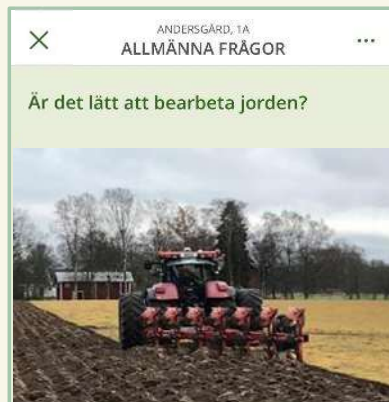 ANDERSGÅRD, 1A
ALLMÄNNA FRÅGOR
Är det lätt att bearbeta jorden?